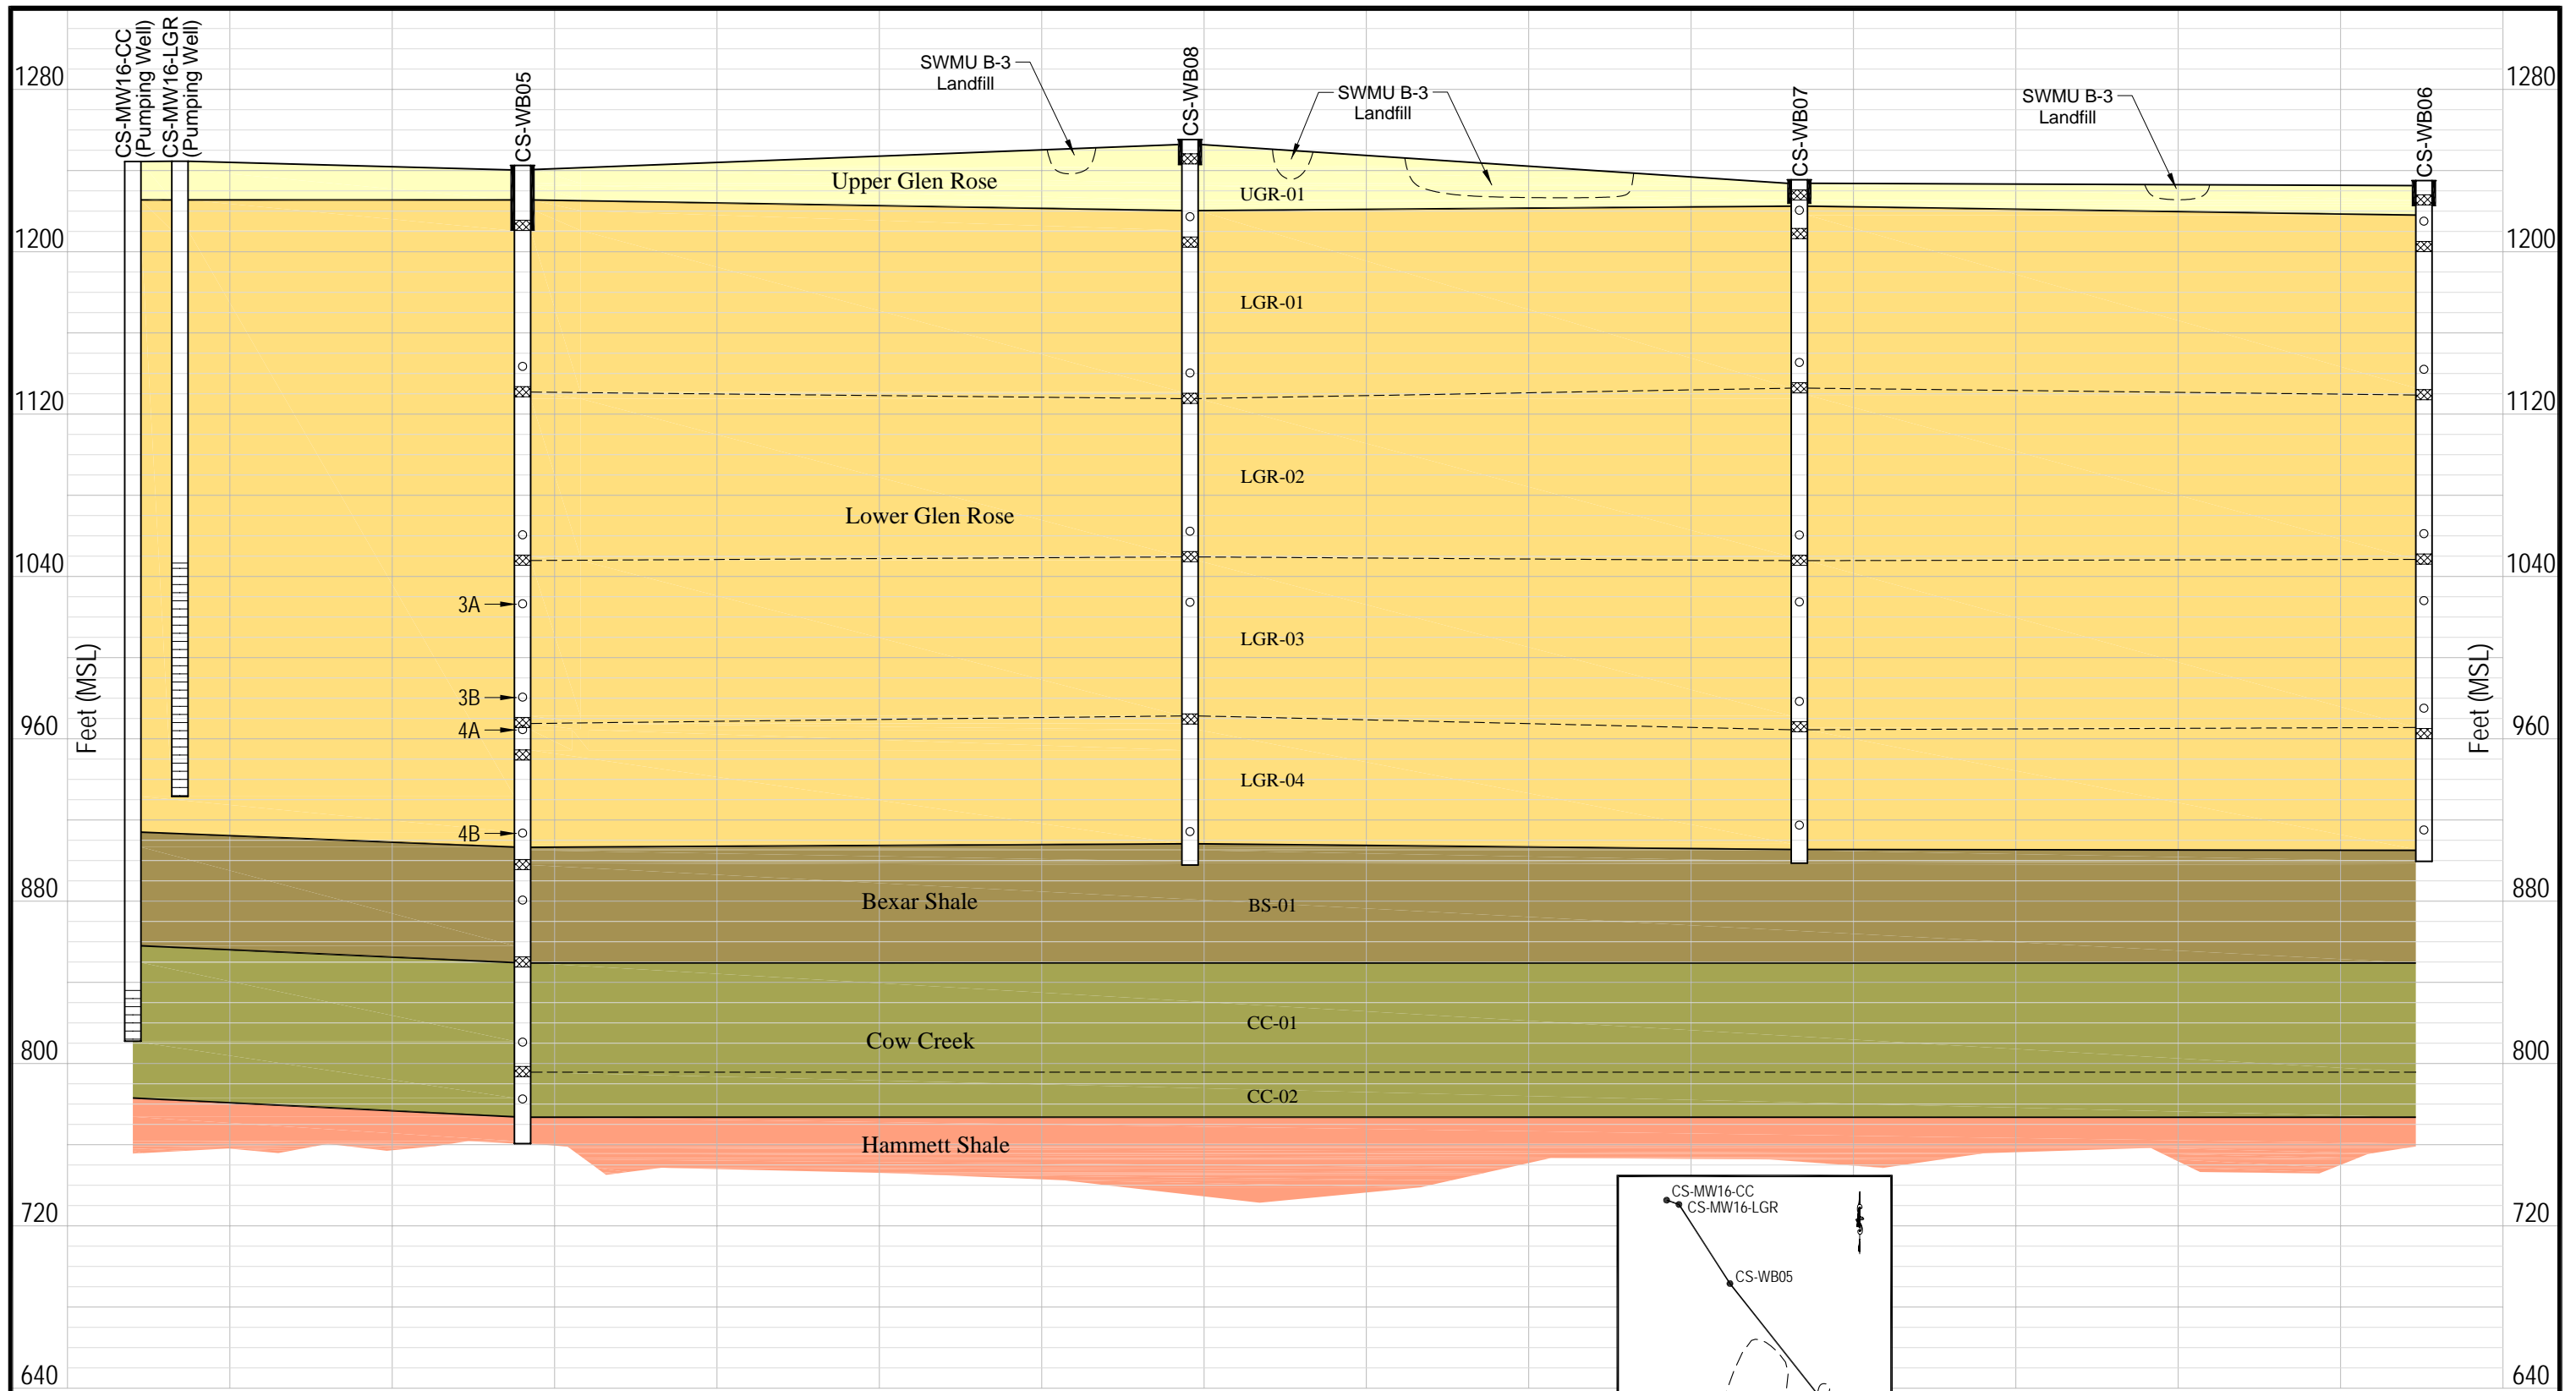 CS-MW16-CC
(Pumping Well)
CS-MW16-LGR
(Pumping Well)
CS-WB05
SWMU B-3
Landfill
CS-WB08
SWMU B-3
Landfill
CS-WB07
SWMU B-3
Landfill
CS-WB06
1280
1280
Upper Glen Rose
UGR-01
1200
1200
LGR-01
1120
1120
LGR-02
Lower Glen Rose
1040
1040
3A
LGR-03
Feet (MSL)
Feet (MSL)
3B
960
4A
960
LGR-04
4B
880
Bexar Shale
BS-01
880
CC-01
Cow Creek
800
800
CC-02
Hammett Shale
CS-MW16-CC
CS-MW16-LGR
720
720
CS-WB05
640
640